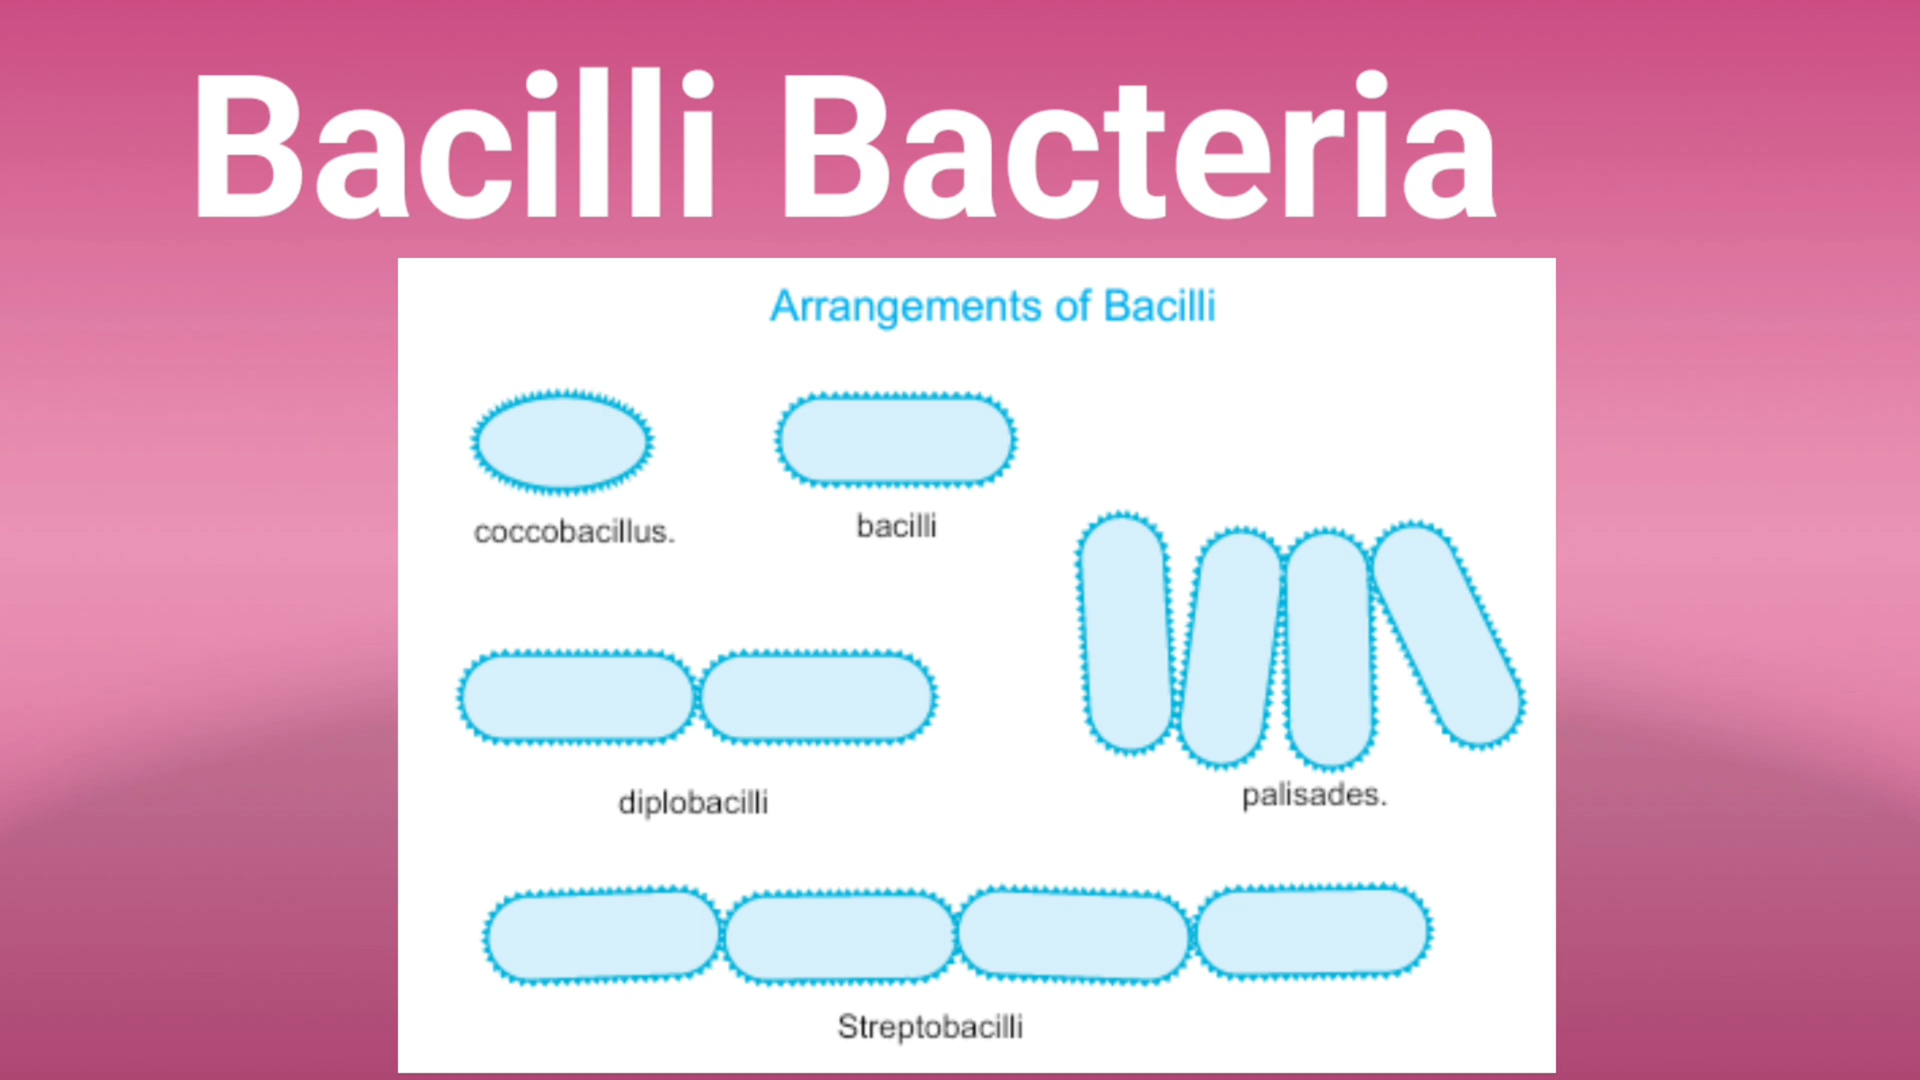 Bacilli Bacteria
Arrangements of Bacilli
coccobacillus.
bacilli
diplobacilli
palisades.
Streptobacilli